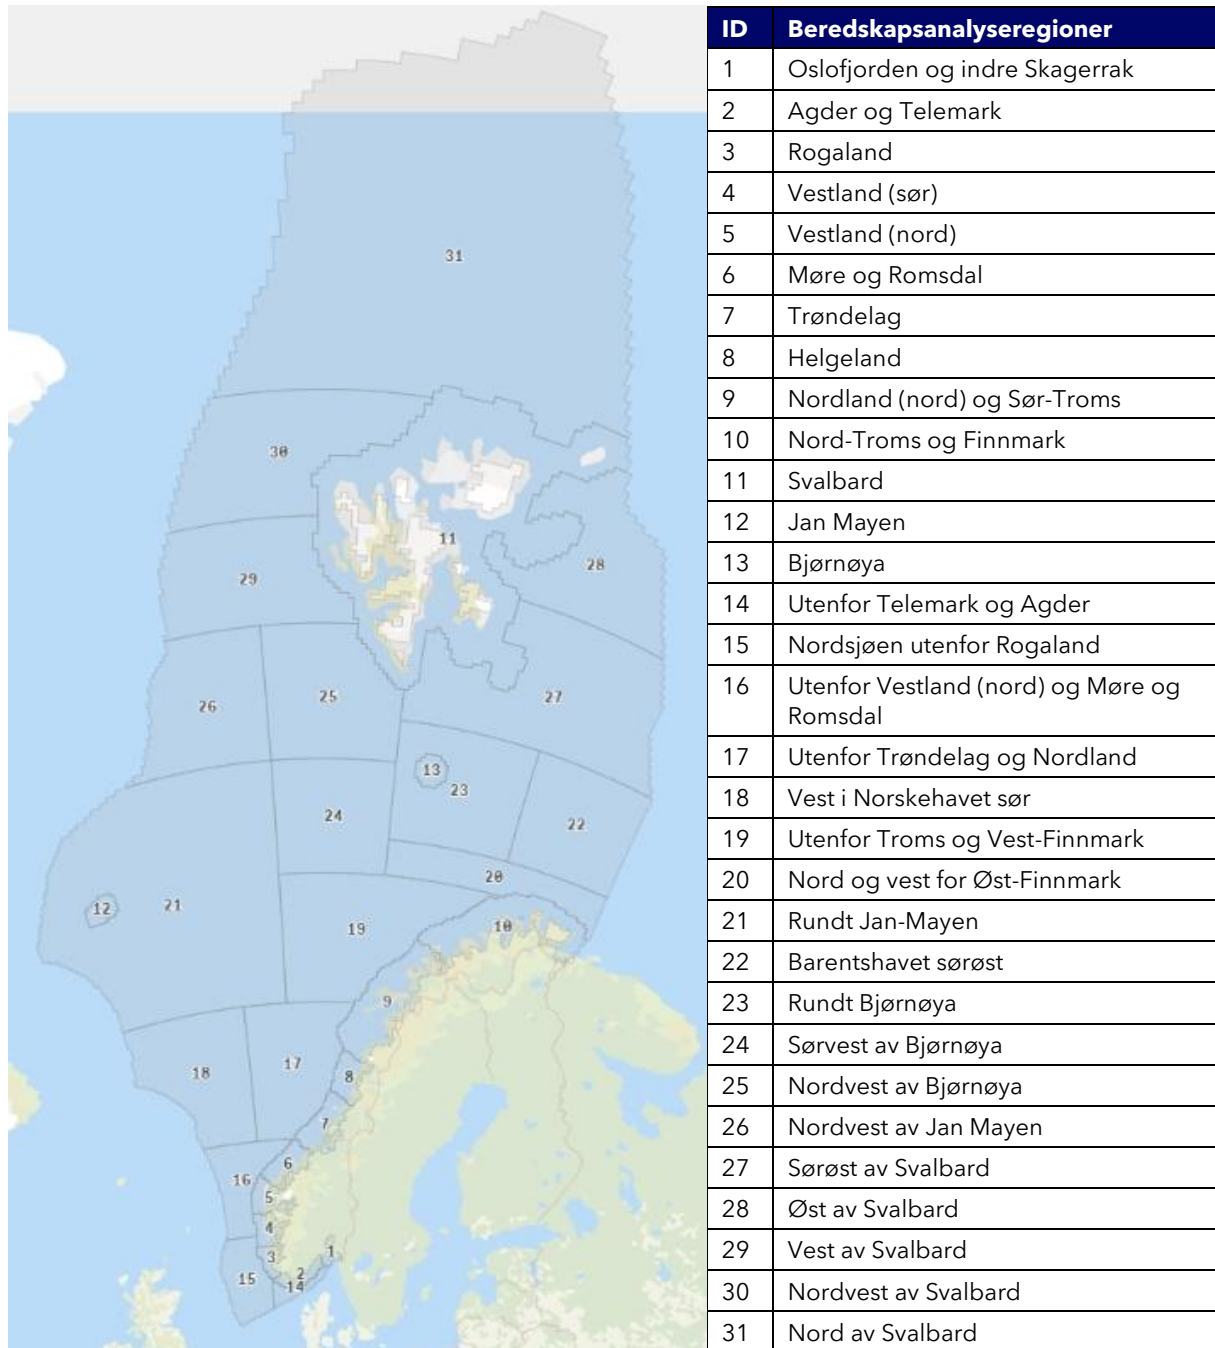 31
30
11
28
29
25
27
26
13
23
24
22
20
12
21
10
19
9
17
18
8
7
6
16
5
4
3
1
2
15
14
ID Beredskapsanalyseregioner
1 Oslofjorden og indre Skagerrak
2 Agder og Telemark
3 Rogaland
4 Vestland (sør)
5 Vestland (nord)
6 Møre og Romsdal
7 Trøndelag
8 Helgeland
9 Nordland (nord) og Sør-Troms
10 Nord-Troms og Finnmark
11 Svalbard
12 Jan Mayen
13 Bjørnøya
14 Utenfor Telemark og Agder
15 Nordsjøen utenfor Rogaland
16 Utenfor Vestland (nord) og Møre og
Romsdal
17 Utenfor Trøndelag og Nordland
18 Vest i Norskehavet sør
19 Utenfor Troms og Vest-Finnmark
20 Nord og vest for Øst-Finnmark
21 Rundt Jan-Mayen
22 Barentshavet sørøst
23 Rundt Bjørnøya
24 Sørvest av Bjørnøya
25 Nordvest av Bjørnøya
26 Nordvest av Jan Mayen
27 Sørøst av Svalbard
28 Øst av Svalbard
29 Vest av Svalbard
30 Nordvest av Svalbard
31 Nord av Svalbard